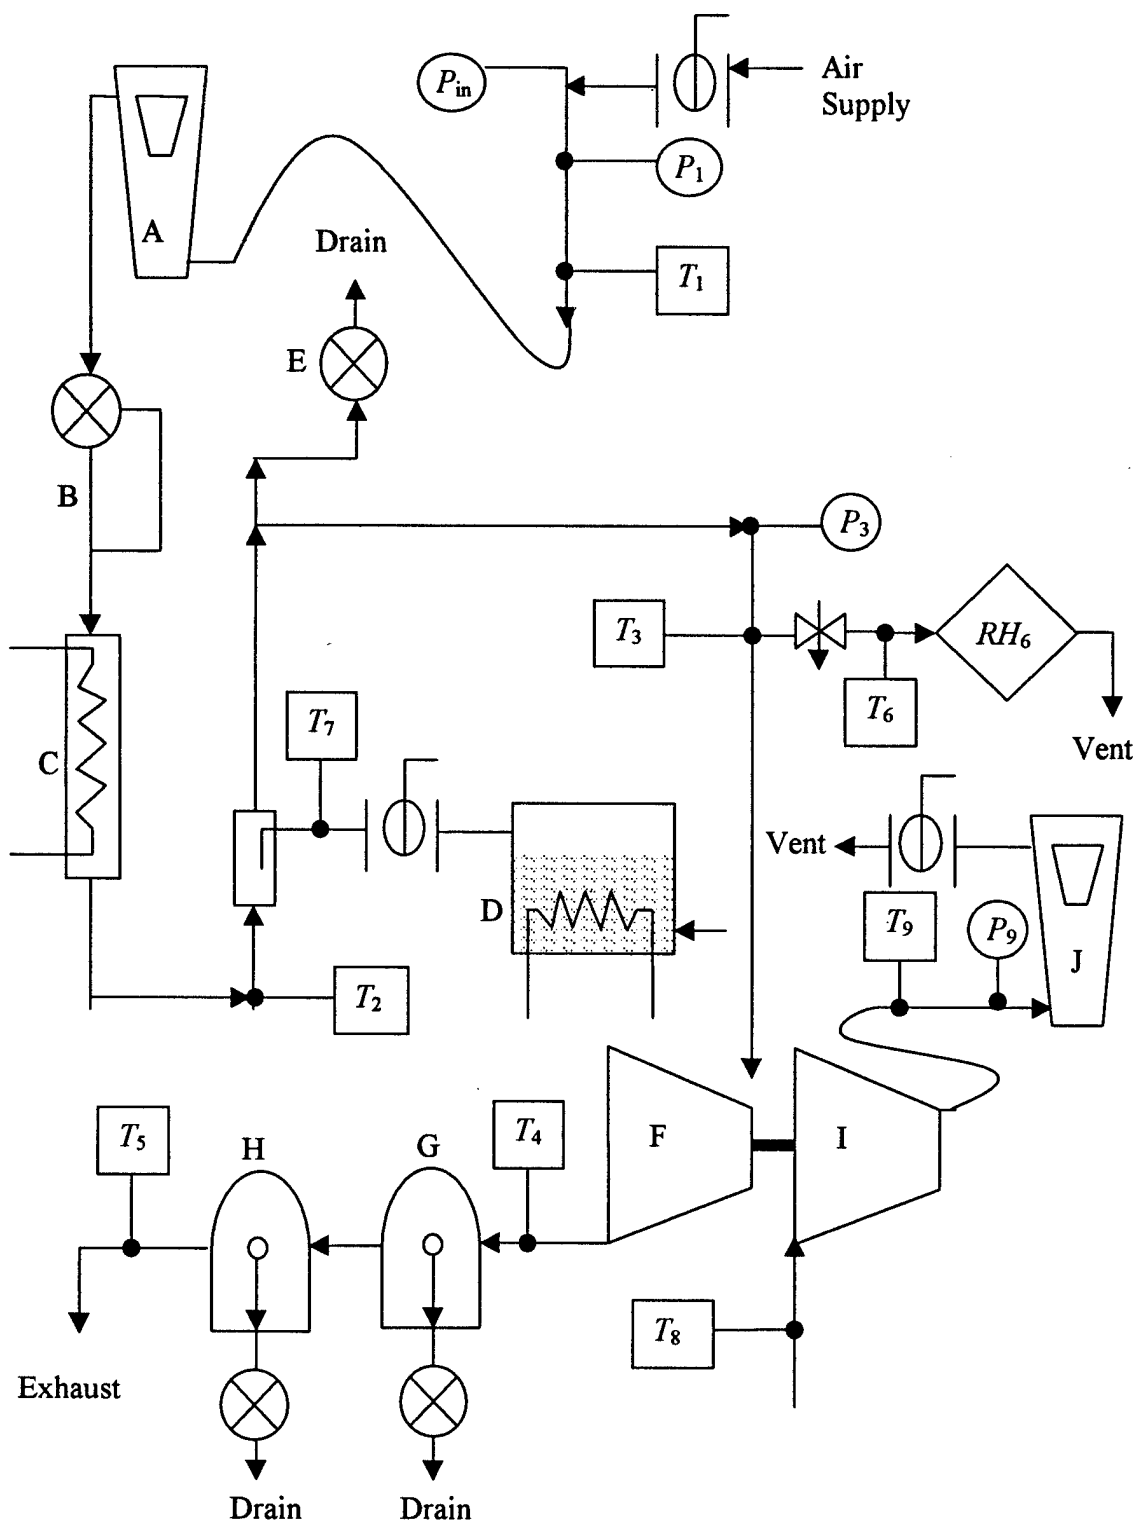 P_in
Air
Supply
P_1
A
Drain
T_1
E
B
P_3
T_3
RH_6
T_7
T_6
C
Vent
Vent
D
T_9
P_9
J
T_2
T_5
H
G
T_4
F
I
T_8
Exhaust
Drain
Drain